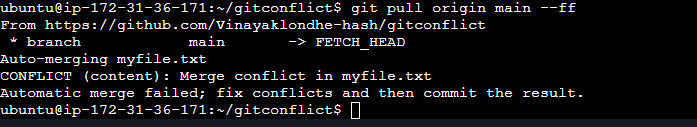 ubuntu@ip-172-31-36-171:~/gitconflict$ git pull origin main --ff
From https://github.com/Vinayaklondhe-hash/gitconflict
 * branch            main       -> FETCH_HEAD
Auto-merging myfile.txt
CONFLICT (content): Merge conflict in myfile.txt
Automatic merge failed; fix conflicts and then commit the result.
ubuntu@ip-172-31-36-171:~/gitconflict$